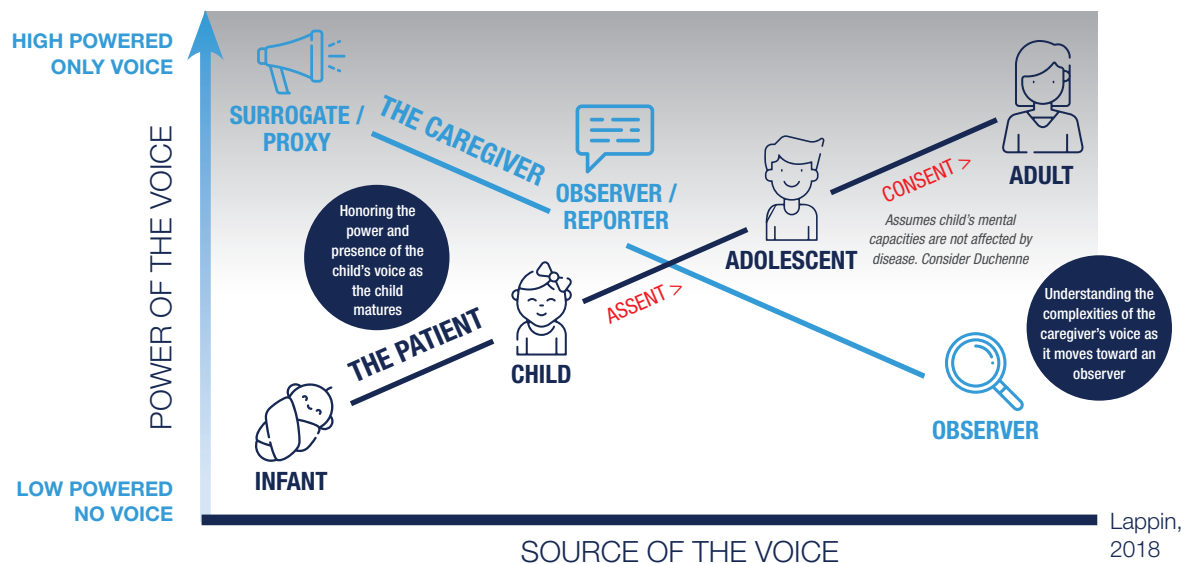 HIGH POWERED
ONLY VOICE
POWER OF THE VOICE
LOW POWERED
NO VOICE
SURROGATE /
PROXY
THE CAREGIVER
OBSERVER /
REPORTER
Honoring the
power and
presence of the
child's voice as
the child
matures
THE PATIENT
INFANT
CHILD
ASSENT >
ADOLESCENT
CONSENT >
ADULT
Assumes child's mental
capacities are not affected by
disease. Consider Duchenne
Understanding the
complexities of the
caregiver's voice as
it moves toward an
observer
OBSERVER
SOURCE OF THE VOICE
Lappin,
2018